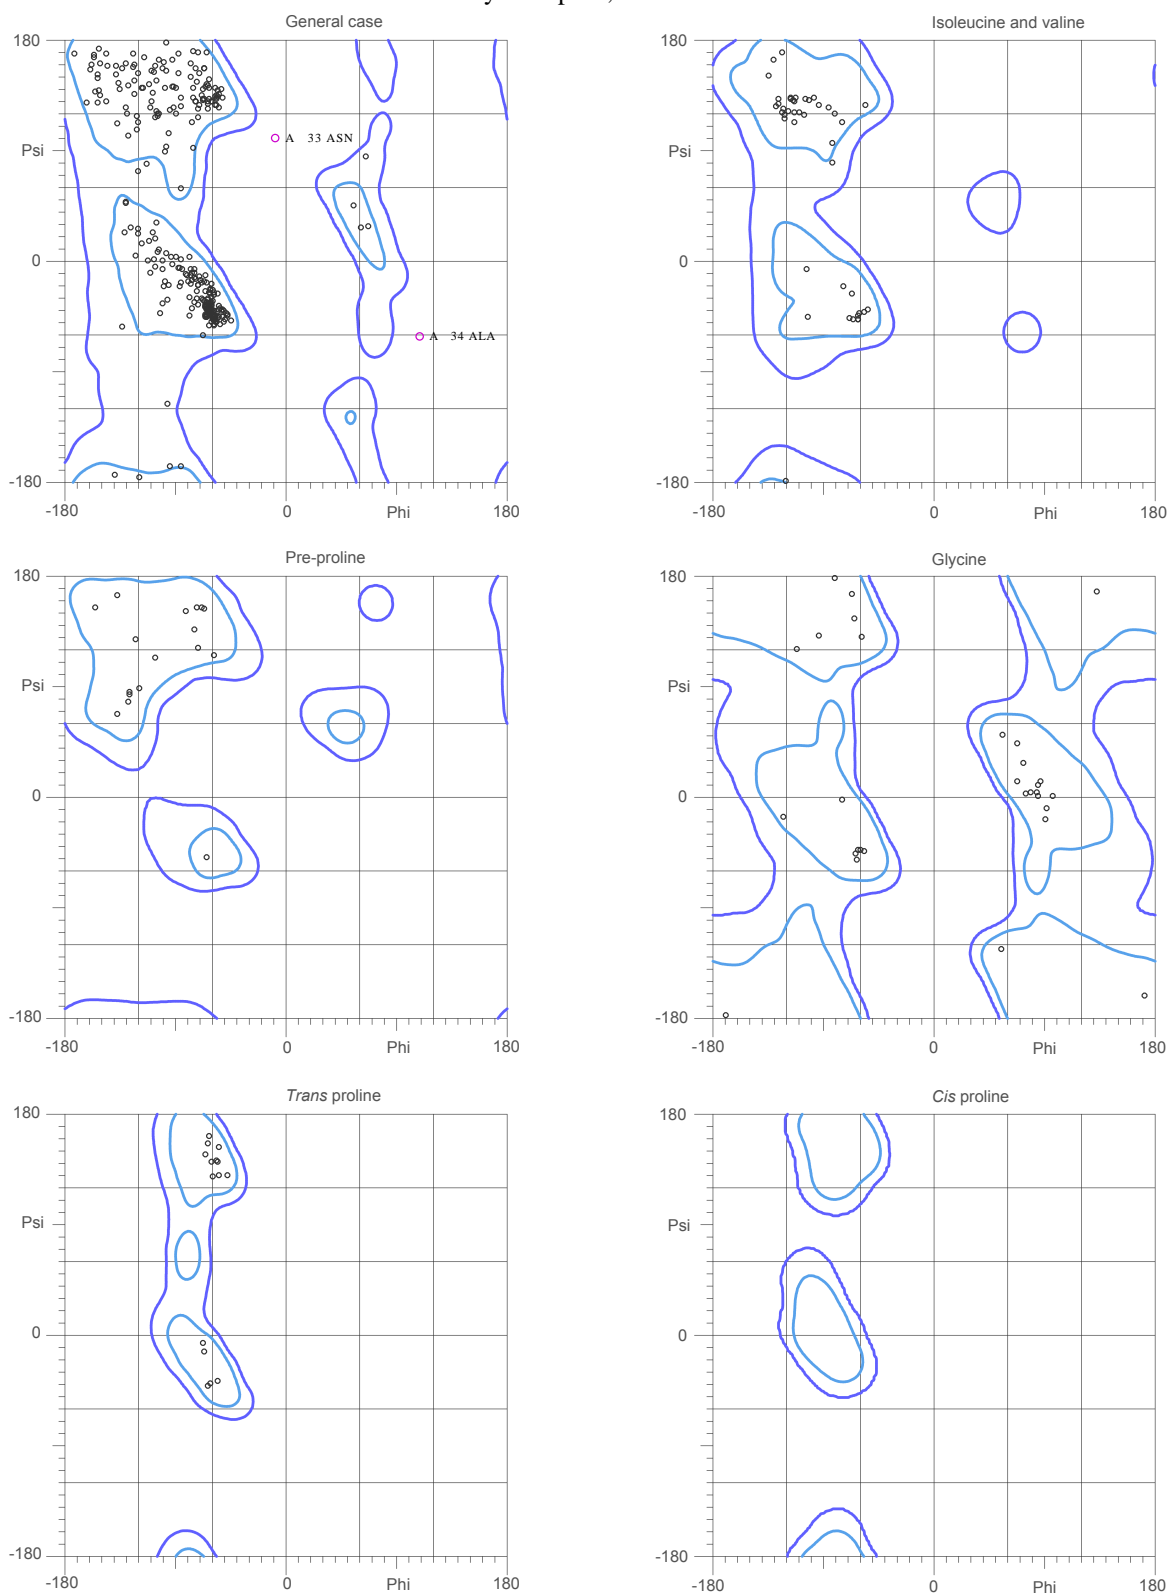 General case
180
Psi
0
-180
-180
0
Phi
180
A 33 ASN
A 34 ALA
Isoleucine and valine
180
Psi
0
-180
-180
0
Phi
180
Pre-proline
180
Psi
0
-180
-180
0
Phi
180
Glycine
180
Psi
0
-180
-180
0
Phi
180
Trans proline
180
Psi
0
-180
-180
0
Phi
180
Cis proline
180
Psi
0
-180
-180
0
Phi
180